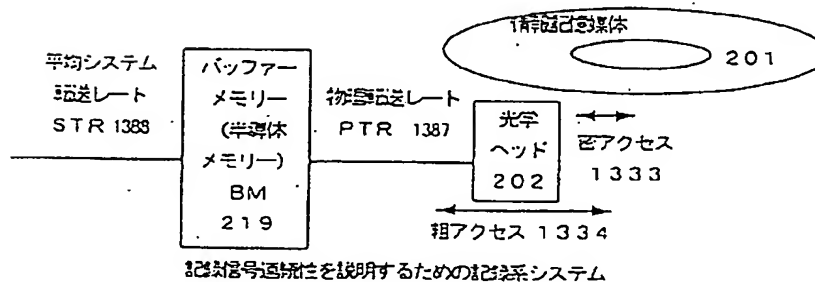 情報記憶媒体
201
平均システム
転送レート
STR 1388
バッファー
メモリー
(半導体
メモリー)
BM
219
物理転送レート
PTR 1387
光学
ヘッド
202
密アクセス
1333
粗アクセス 1334
記録信号連続性を説明するための記録系システム